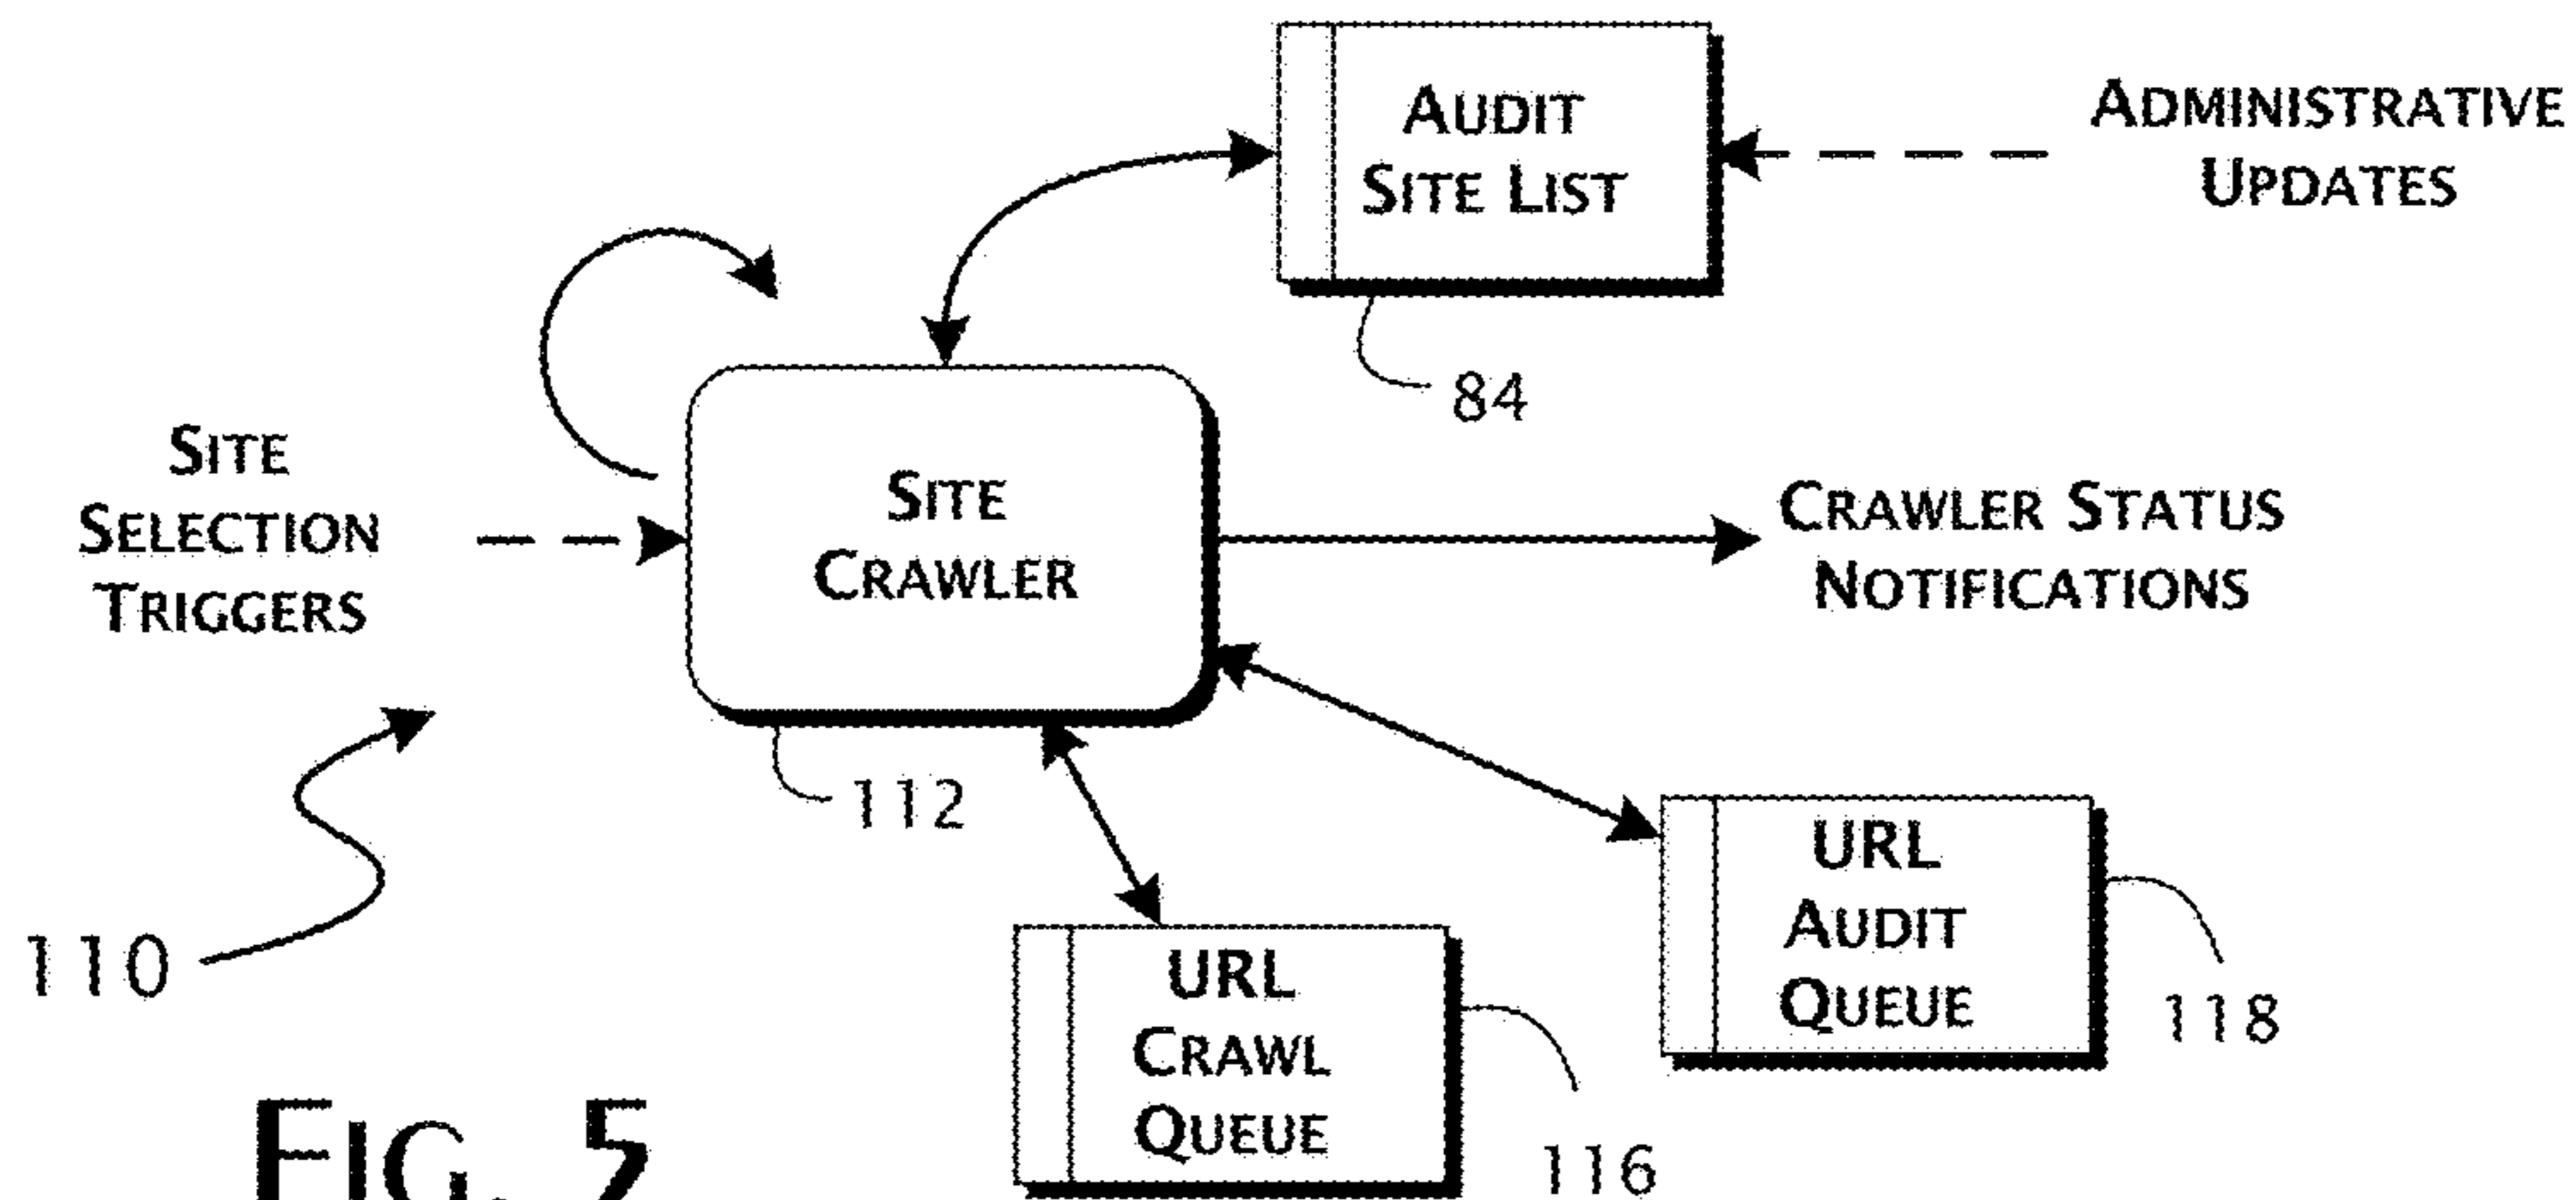 AUDIT
SITE LIST
ADMINISTRATIVE
UPDATES
84
SITE
SELECTION
TRIGGERS
SITE
CRAWLER
CRAWLER STATUS
NOTIFICATIONS
112
110
URL
CRAWL
QUEUE
116
URL
AUDIT
QUEUE
118
FIG. 5